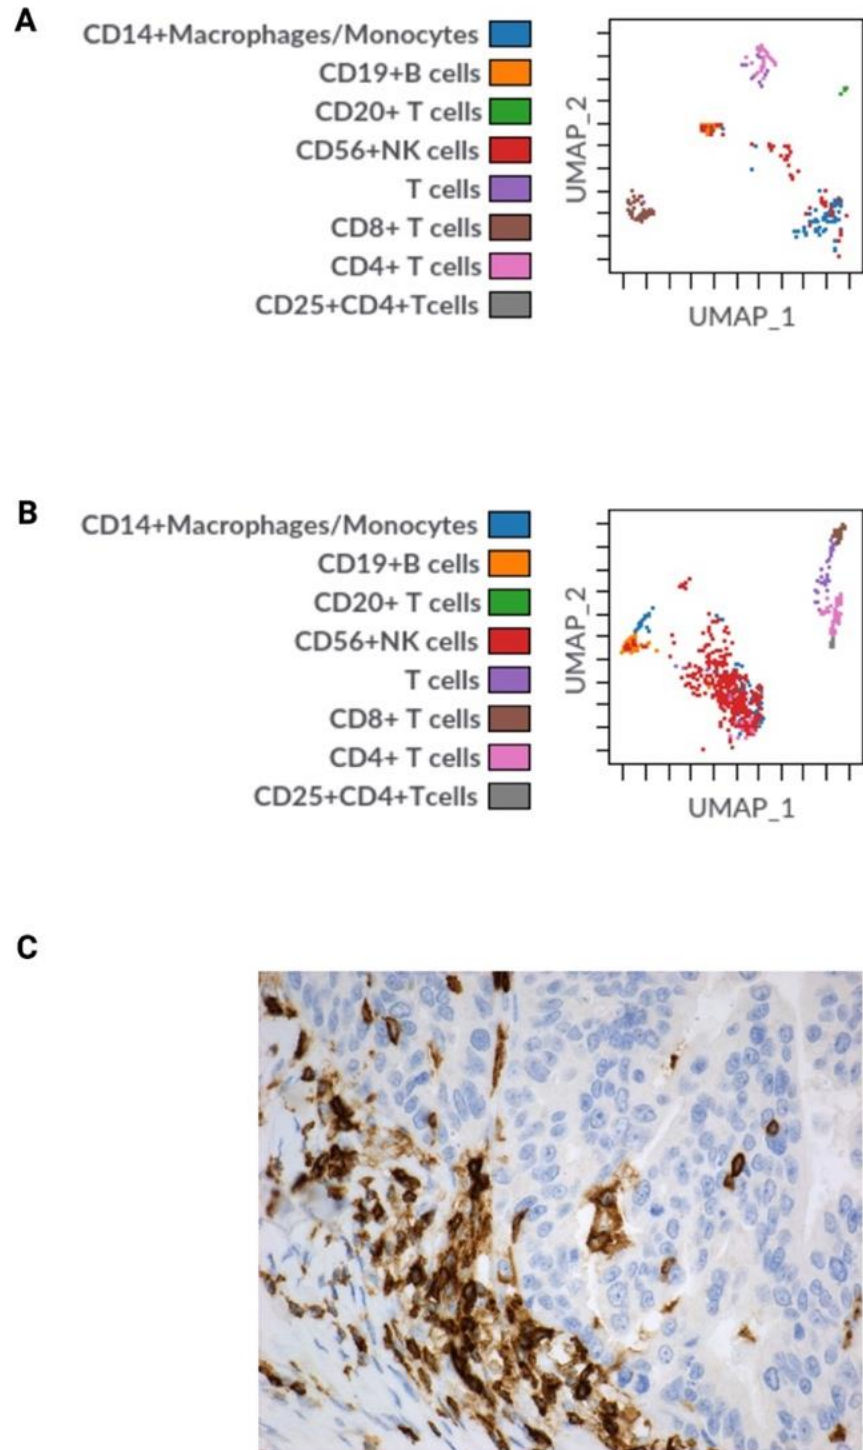 A
CD14+Macrophages/Monocytes
CD19+B cells
CD20+ T cells
CD56+NK cells
T cells
CD8+ T cells
CD4+ T cells
CD25+CD4+Tcells
UMAP_2
UMAP_1
B
CD14+Macrophages/Monocytes
CD19+B cells
CD20+ T cells
CD56+NK cells
T cells
CD8+ T cells
CD4+ T cells
CD25+CD4+Tcells
UMAP_2
UMAP_1
C